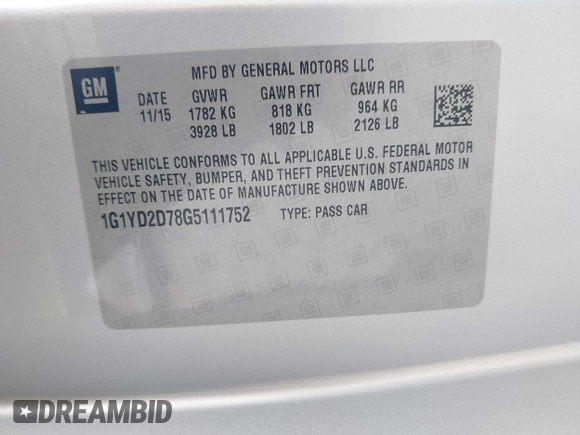 GM
MFD BY GENERAL MOTORS LLC
DATE GVWR GAWR FRT GAWR RR
11/15 1782 KG 818 KG 964 KG
3928 LB 1802 LB 2126 LB
THIS VEHICLE CONFORMS TO ALL APPLICABLE U.S. FEDERAL MOTOR
VEHICLE SAFETY, BUMPER, AND THEFT PREVENTION STANDARDS IN
EFFECT ON THE DATE OF MANUFACTURE SHOWN ABOVE.
1G1YD2D78G5111752 TYPE: PASS CAR
DREAMBID